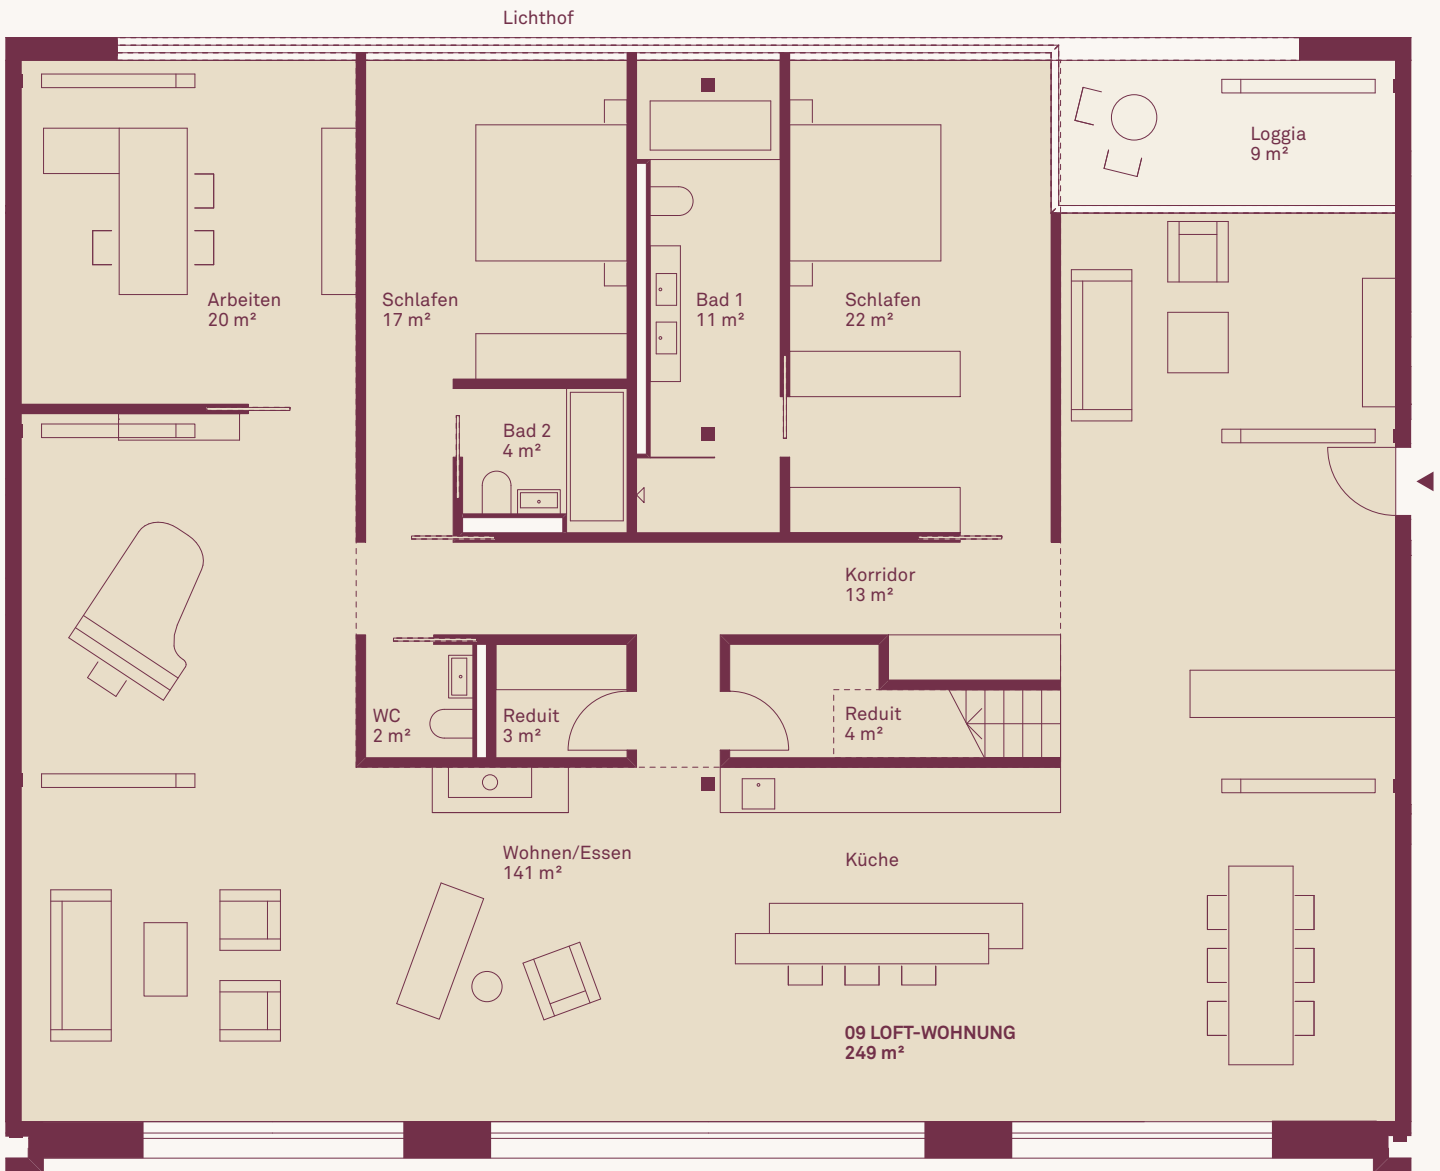 Lichthof
Loggia
9 m²
Arbeiten
20 m²
Schlafen
17 m²
Bad 1
11 m²
Schlafen
22 m²
Bad 2
4 m²
Korridor
13 m²
WC
2 m²
Reduit
3 m²
Reduit
4 m²
Wohnen/Essen
141 m²
Küche
09 LOFT-WOHNUNG
249 m²